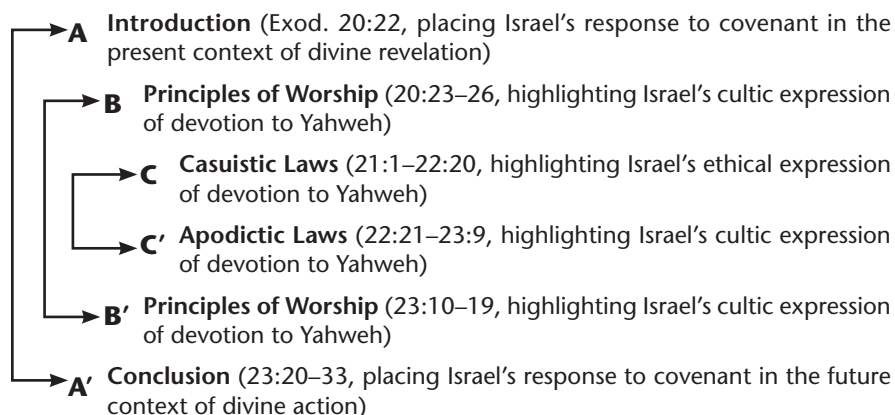 A Introduction (Exod. 20:22, placing Israel’s response to covenant in the
present context of divine revelation)
B Principles of Worship (20:23–26, highlighting Israel’s cultic expression
of devotion to Yahweh)
C Casuistic Laws (21:1–22:20, highlighting Israel’s ethical expression
of devotion to Yahweh)
C′ Apodictic Laws (22:21–23:9, highlighting Israel’s cultic expression
of devotion to Yahweh)
B′ Principles of Worship (23:10–19, highlighting Israel’s cultic expression
of devotion to Yahweh)
A′ Conclusion (23:20–33, placing Israel’s response to covenant in the future
context of divine action)